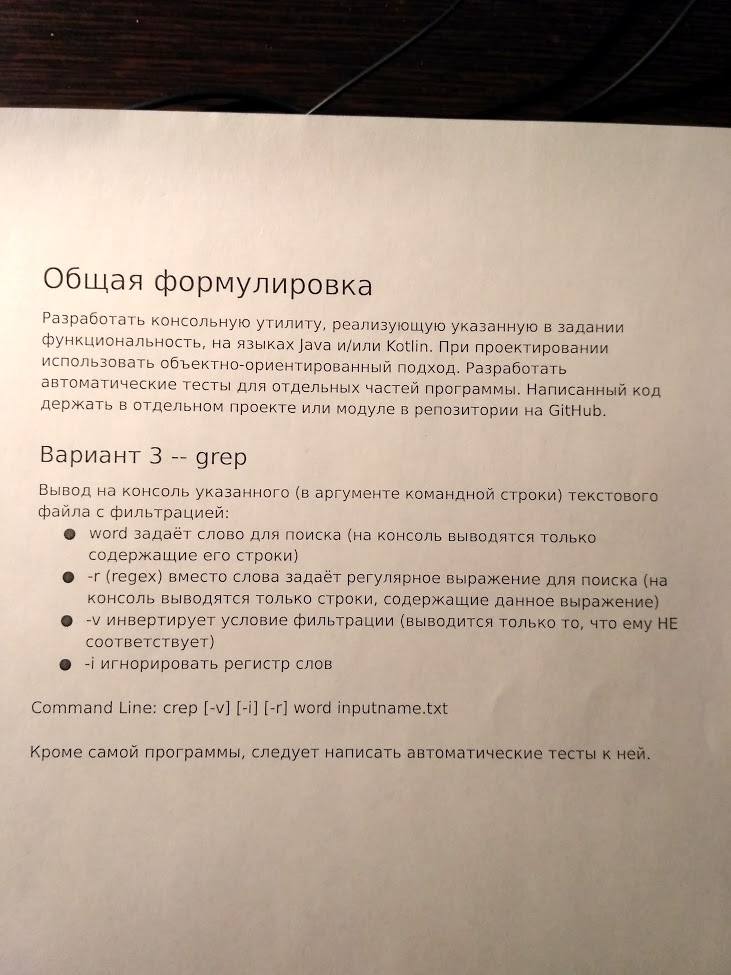 Общая формулировка
Разработать консольную утилиту, реализующую указанную в задании
функциональность, на языках Java и/или Kotlin. При проектировании
использовать объектно-ориентированный подход. Разработать
автоматические тесты для отдельных частей программы. Написанный код
держать в отдельном проекте или модуле в репозитории на GitHub.
Вариант 3 -- grep
Вывод на консоль указанного (в аргументе командной строки) текстового
файла с фильтрацией:
● word задаёт слово для поиска (на консоль выводятся только
содержащие его строки)
● -r (regex) вместо слова задаёт регулярное выражение для поиска (на
консоль выводятся только строки, содержащие данное выражение)
● -v инвертирует условие фильтрации (выводится только то, что ему НЕ
соответствует)
● -i игнорировать регистр слов
Command Line: crep [-v] [-i] [-r] word inputname.txt
Кроме самой программы, следует написать автоматические тесты к ней.